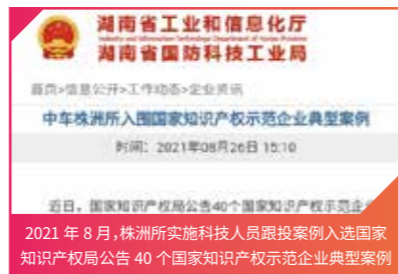 湖南省工业和信息化厅
湖南省国防科技工业局
首页>信息公开>工作动态>企业资讯
中车株洲所入围国家知识产权示范企业典型案例
时间：2021年08月26日 15:10
近日，国家知识产权局公告40个国家知识产权示范企
2021 年 8 月，株洲所实施科技人员跟投案例入选国家
知识产权局公告 40 个国家知识产权示范企业典型案例